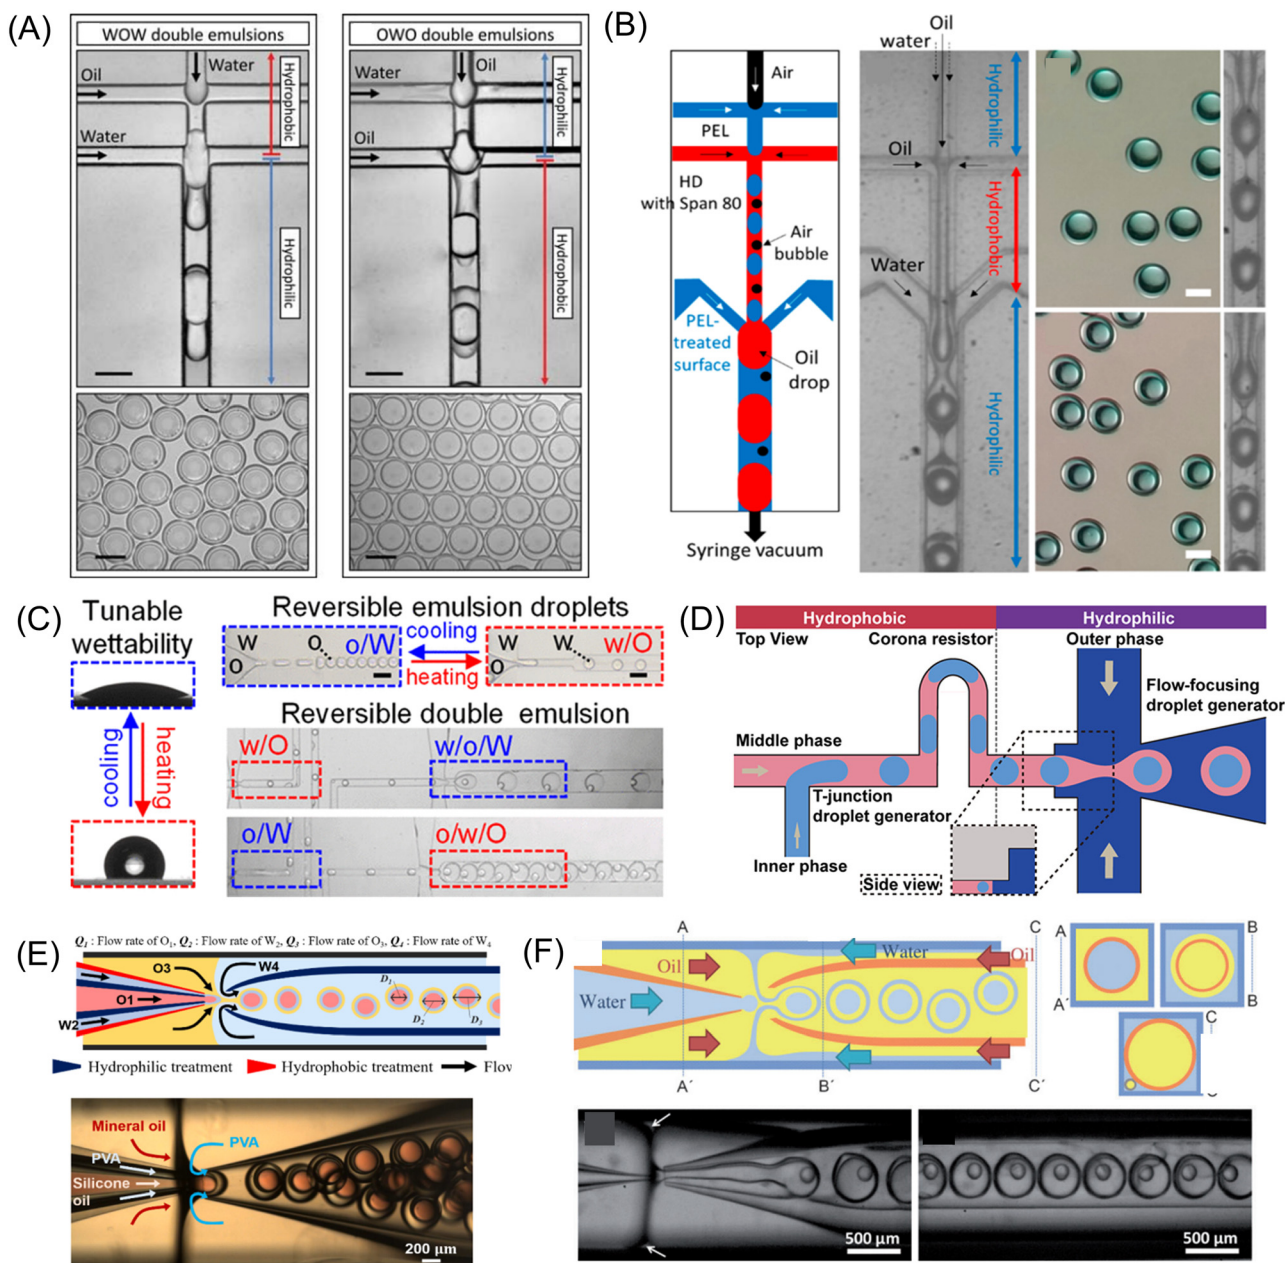 (A)
WOW double emulsions
OWO double emulsions
Oil
Water
Water
Hydrophobic
Hydrophilic
Water
Oil
Oil
Hydrophilic
Hydrophobic
(B)
Air
PEL
HD
with Span 80
Air
bubble
PEL-
treated
surface
Oil
drop
Syringe vacuum
Oil
water
Oil
Water
Hydrophilic
Hydrophobic
Hydrophilic
(C)
Tunable
wettability
cooling
heating
Reversible emulsion droplets
W
O
O
o/W
cooling
heating
W
O
W
w/O
Reversible double emulsion
w/O
w/o/W
o/W
o/w/O
(D)
Hydrophobic
Hydrophilic
Top View
Corona resistor
Outer phase
Flow-focusing
droplet generator
Middle phase
T-junction
droplet generator
Inner phase
Side view
(E)
Q1 : Flow rate of O1, Q2 : Flow rate of W2, Q3 : Flow rate of O3, Q4 : Flow rate of W4
O3
W4
O1
W2
D1
D2
D3
Hydrophilic treatment
Hydrophobic treatment
Flow
Mineral oil
PVA
PVA
Silicone
oil
200 µm
(F)
A
C
Oil
Water
Oil
Water
A´
B´
C´
A
A´
B
B
C
500 µm
500 µm